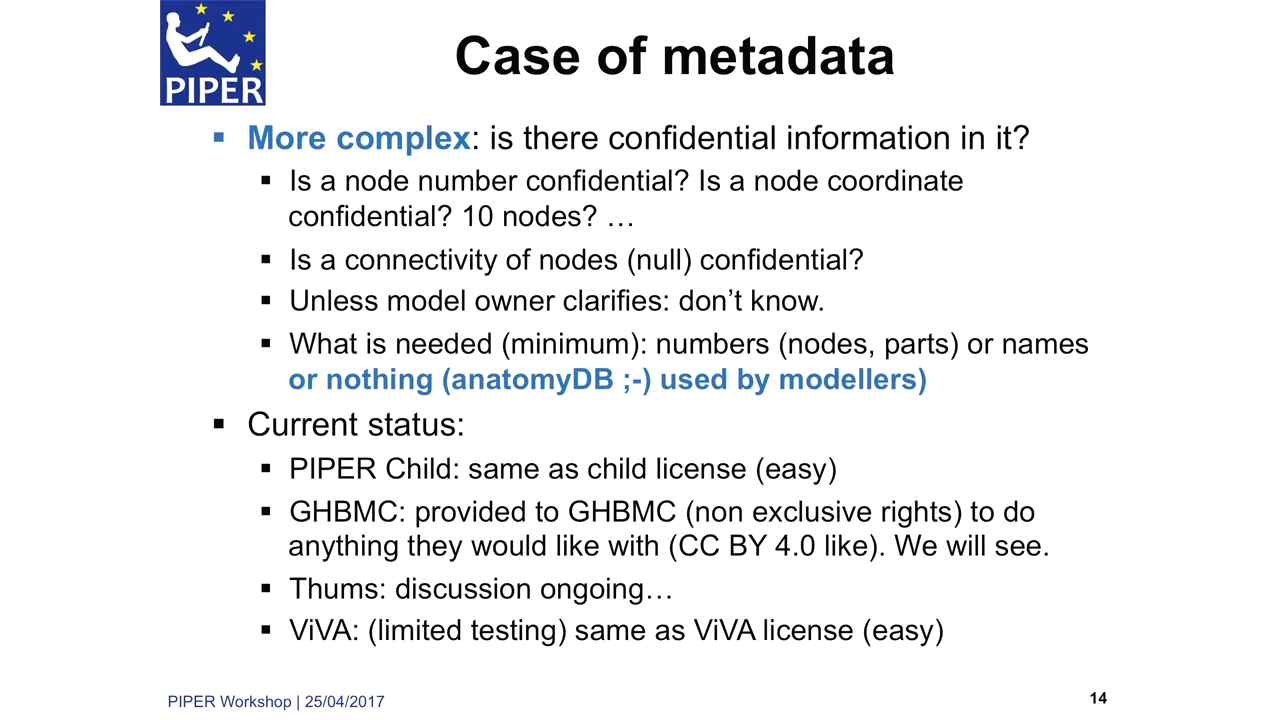 PIPER
Case of metadata
▪ More complex: is there confidential information in it?
▪ Is a node number confidential? Is a node coordinate
confidential? 10 nodes? …
▪ Is a connectivity of nodes (null) confidential?
▪ Unless model owner clarifies: don’t know.
▪ What is needed (minimum): numbers (nodes, parts) or names
or nothing (anatomyDB ;-) used by modellers)
▪ Current status:
▪ PIPER Child: same as child license (easy)
▪ GHBMC: provided to GHBMC (non exclusive rights) to do
anything they would like with (CC BY 4.0 like). We will see.
▪ Thums: discussion ongoing…
▪ ViVA: (limited testing) same as ViVA license (easy)
PIPER Workshop | 25/04/2017
14